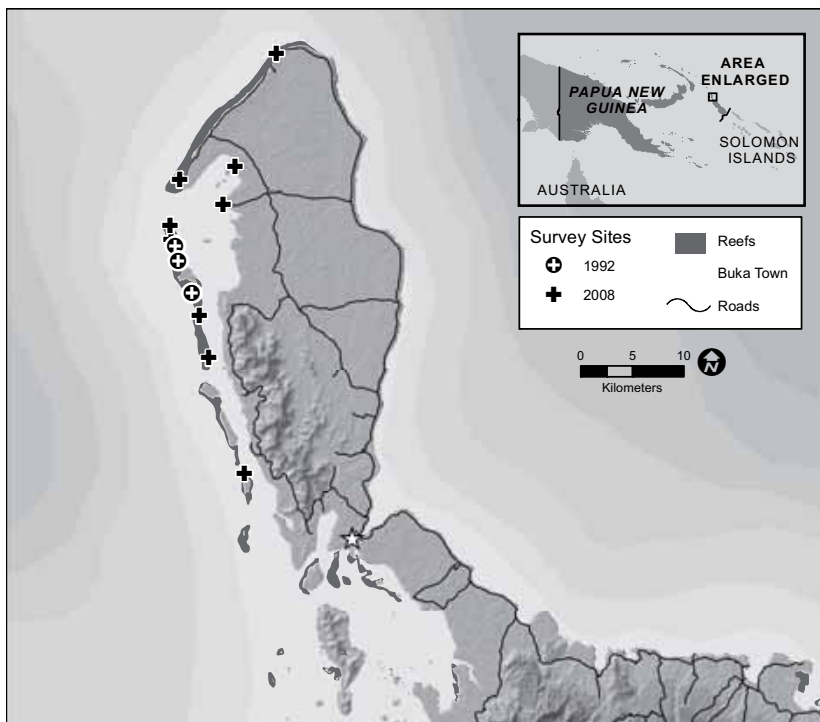 AREA
ENLARGED
PAPUA NEW
GUINEA
SOLOMON
ISLANDS
AUSTRALIA
Survey Sites
1992
2008
Reefs
Buka Town
Roads
0 5 10
Kilometers
N